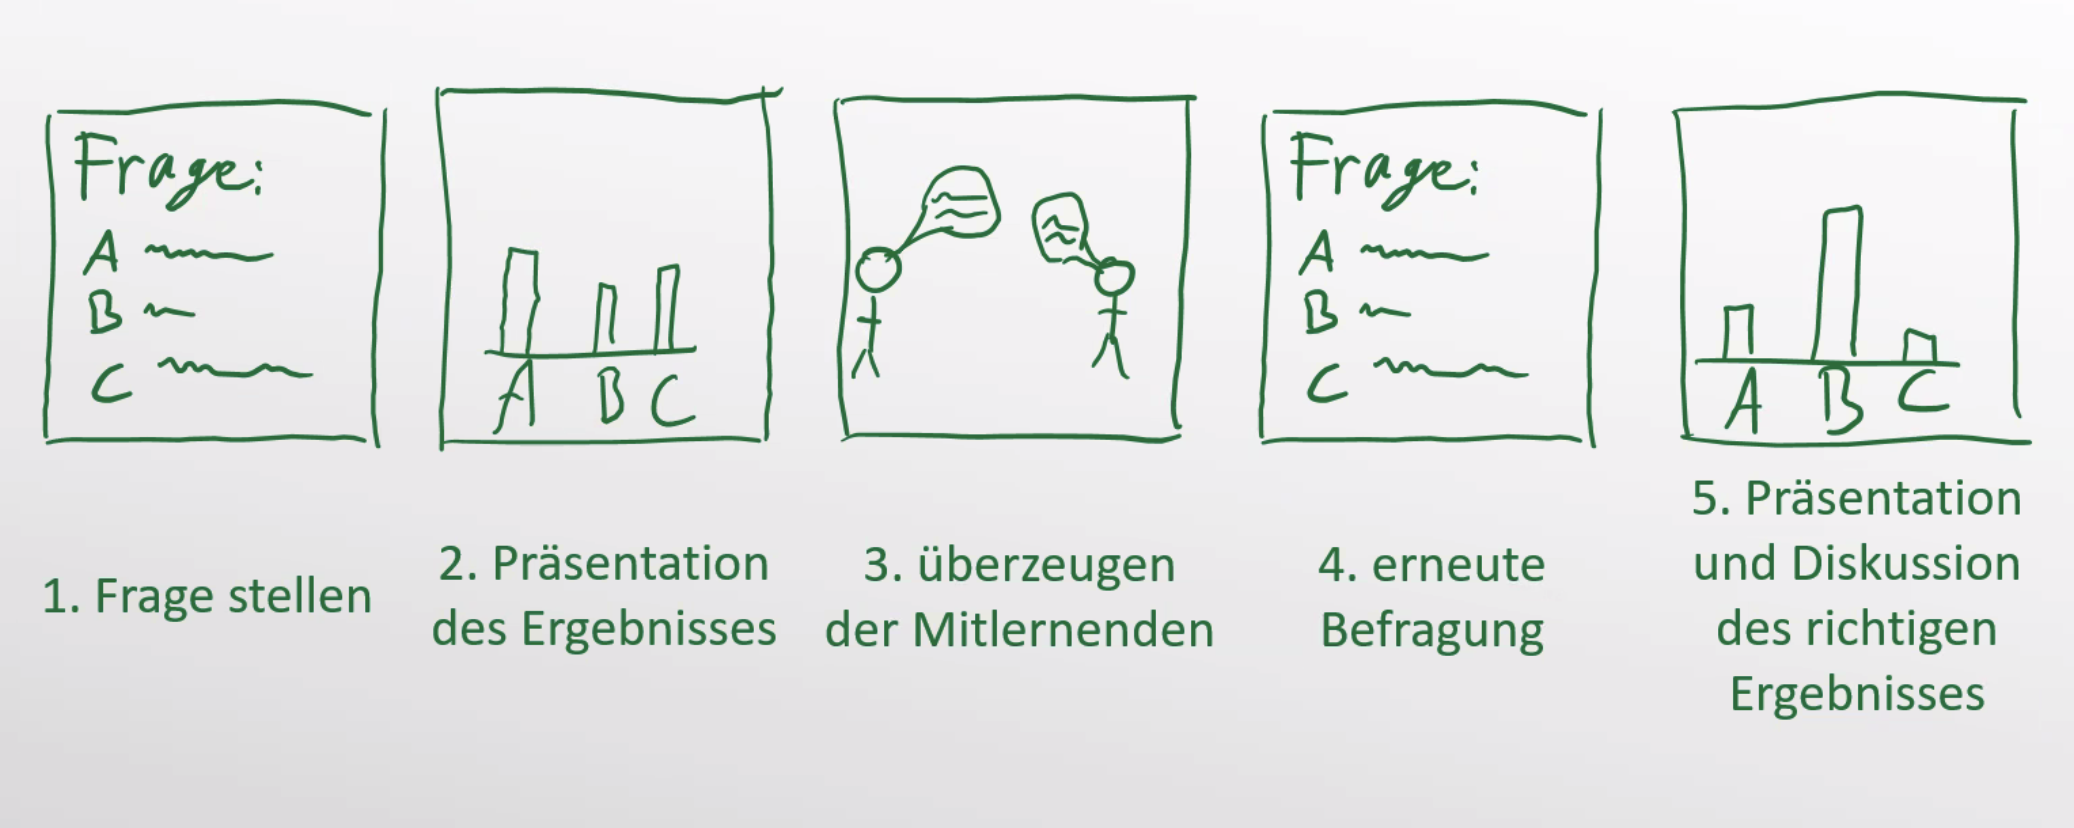 Frage:
A
B
C
1. Frage stellen
A B C
2. Präsentation
des Ergebnisses
3. überzeugen
der Mitlernenden
Frage:
A
B
C
4. erneute
Befragung
A B C
5. Präsentation
und Diskussion
des richtigen
Ergebnisses